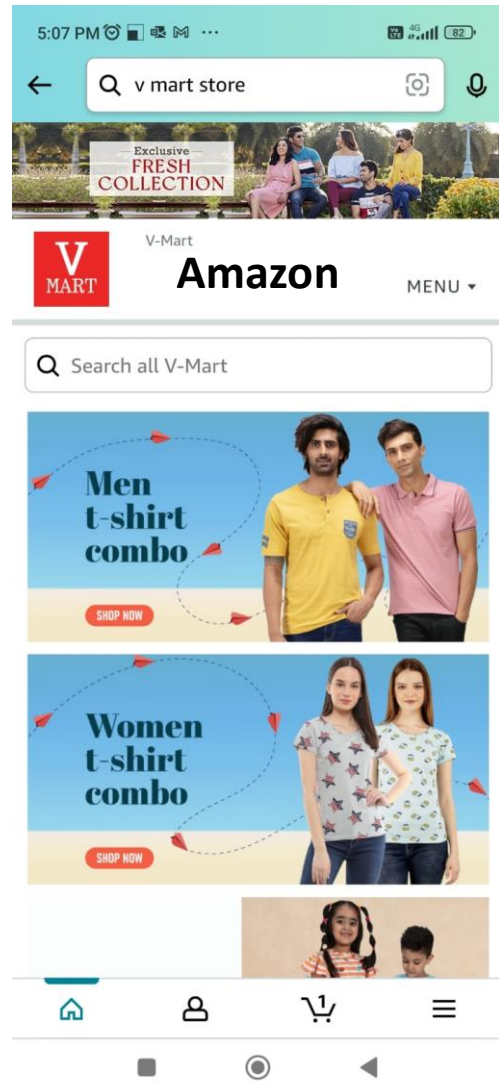 5:07 PM
4G
82
v mart store
Exclusive
FRESH
COLLECTION
V
MART
V-Mart
Amazon
MENU
Search all V-Mart
Men
t-shirt
combo
SHOP NOW
Women
t-shirt
combo
SHOP NOW
1